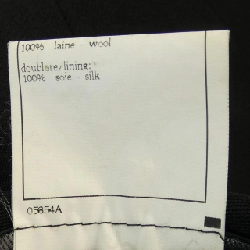 100% laine wool
doublure/lining:
100% soie - silk
05854A